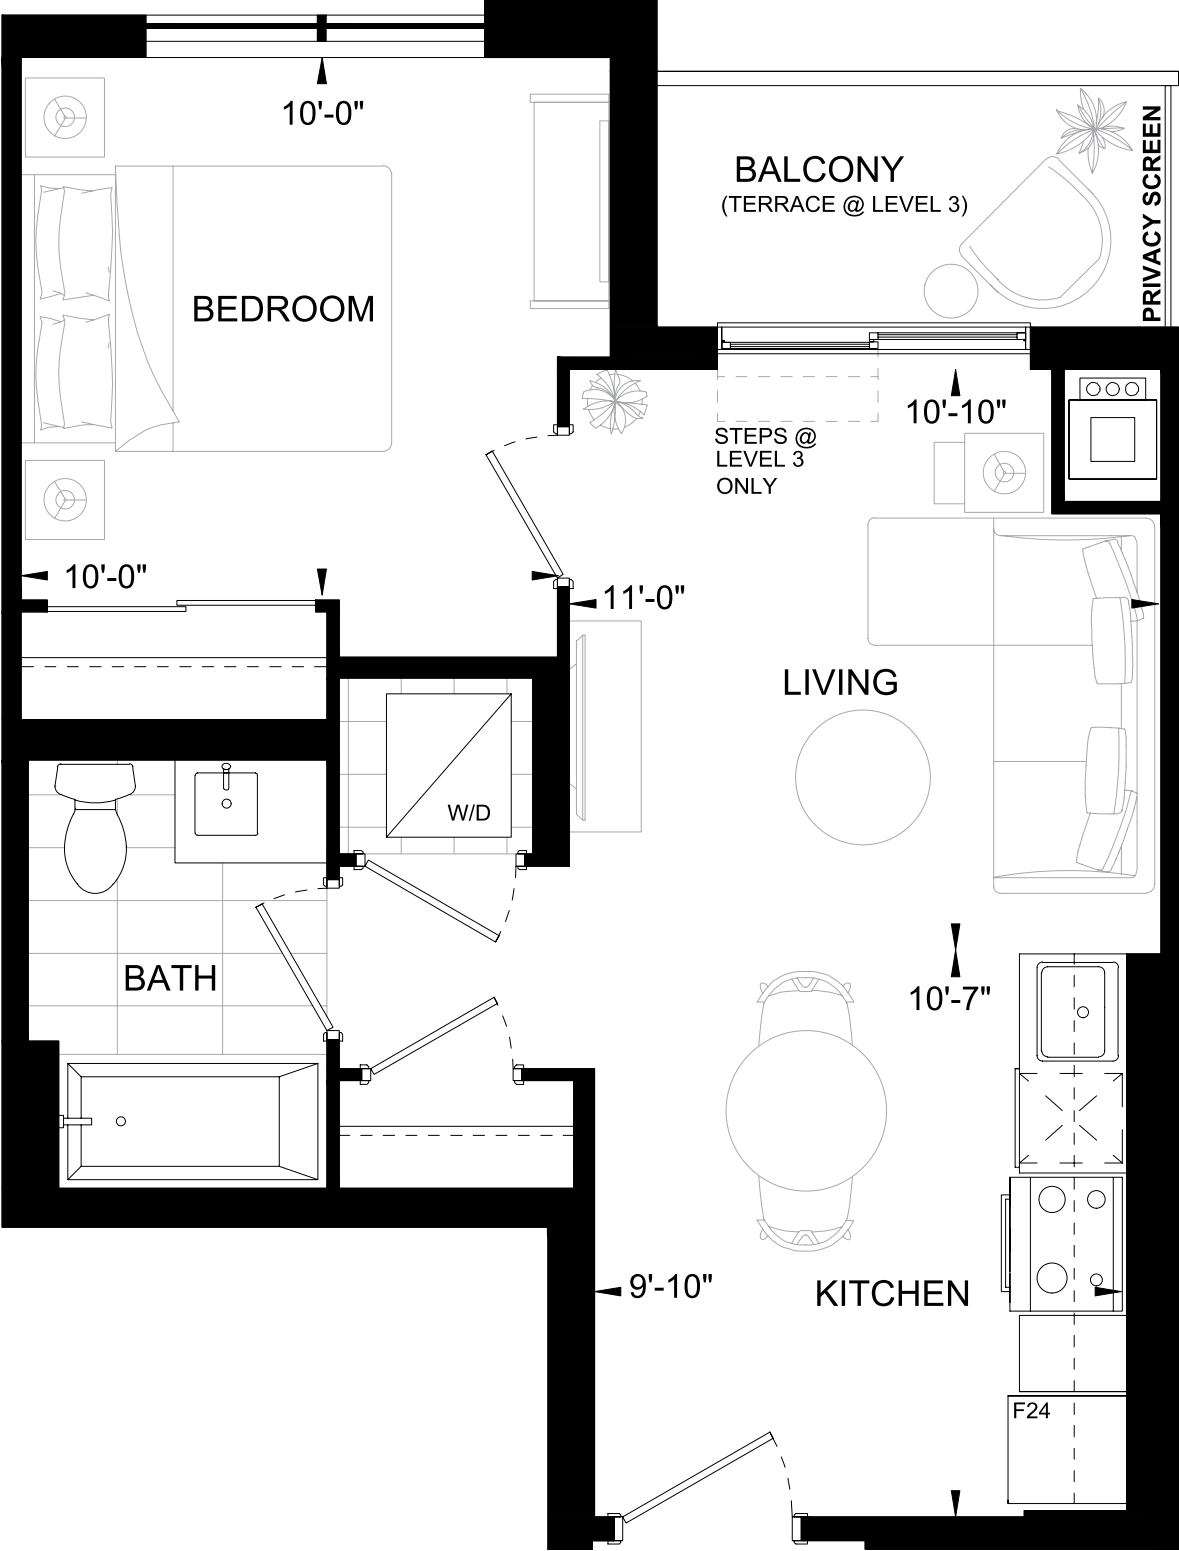 10'-0"
BALCONY
(TERRACE @ LEVEL 3)
PRIVACY SCREEN
BEDROOM
10'-10"
STEPS @
LEVEL 3
ONLY
10'-0"
11'-0"
LIVING
W/D
BATH
10'-7"
9'-10"
KITCHEN
F24